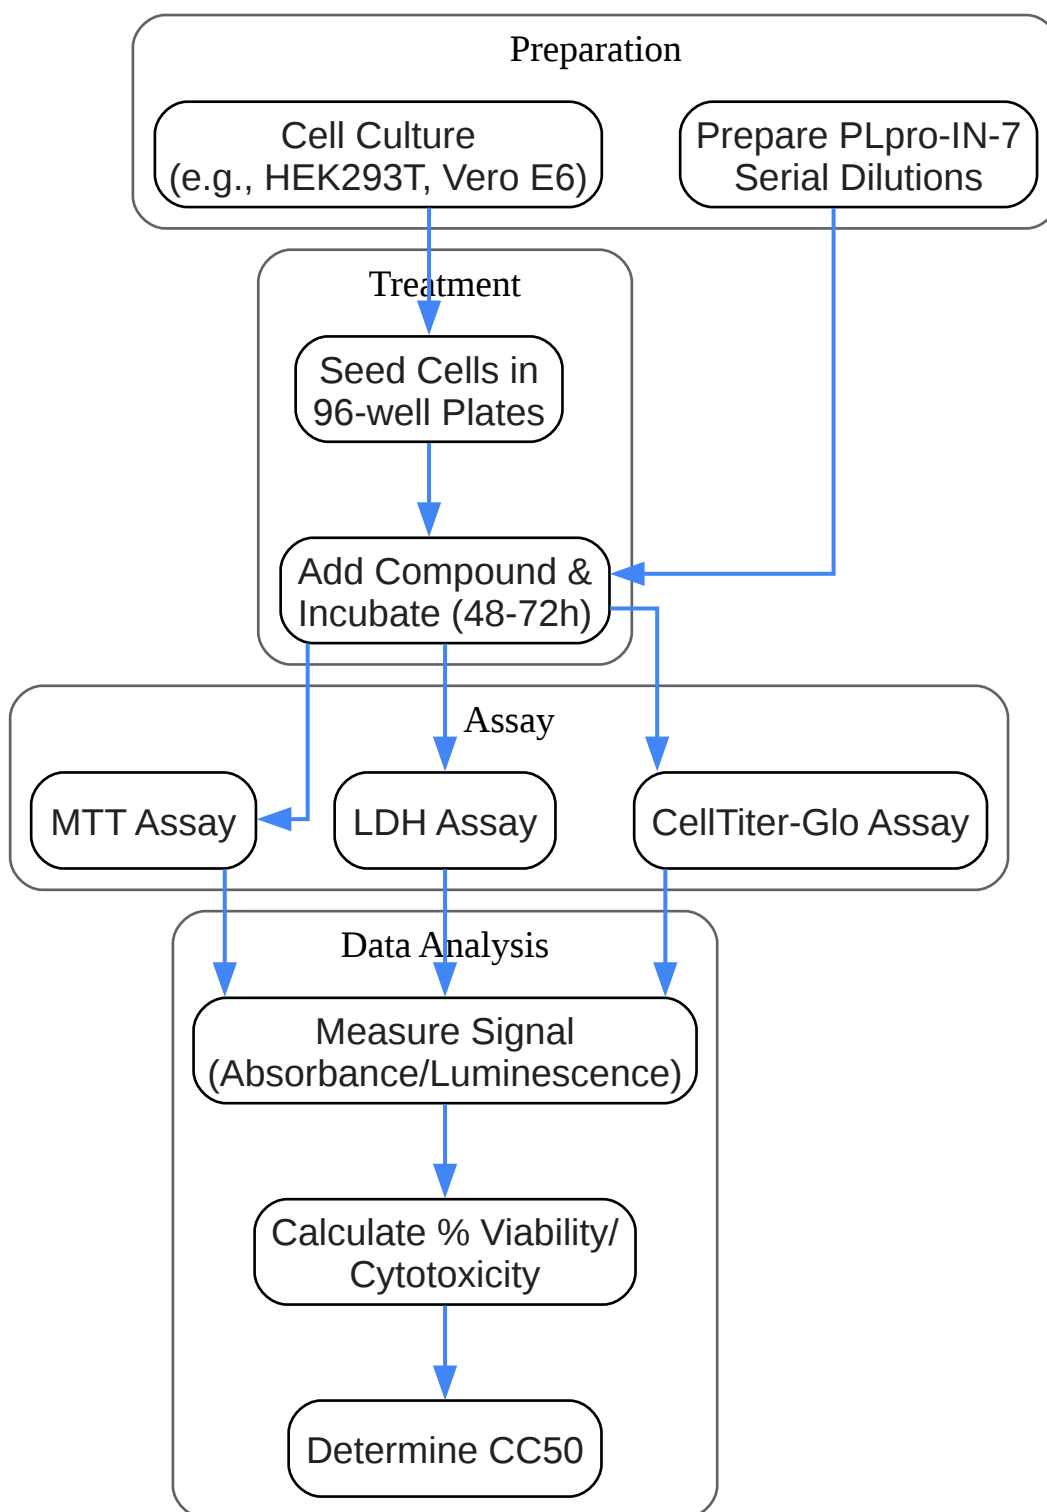 Preparation
Cell Culture
(e.g., HEK293T, Vero E6)
Prepare PLpro-IN-7
Serial Dilutions
Treatment
Seed Cells in
96-well Plates
Add Compound &
Incubate (48-72h)
Assay
MTT Assay
LDH Assay
CellTiter-Glo Assay
Data Analysis
Measure Signal
(Absorbance/Luminescence)
Calculate % Viability/
Cytotoxicity
Determine CC50